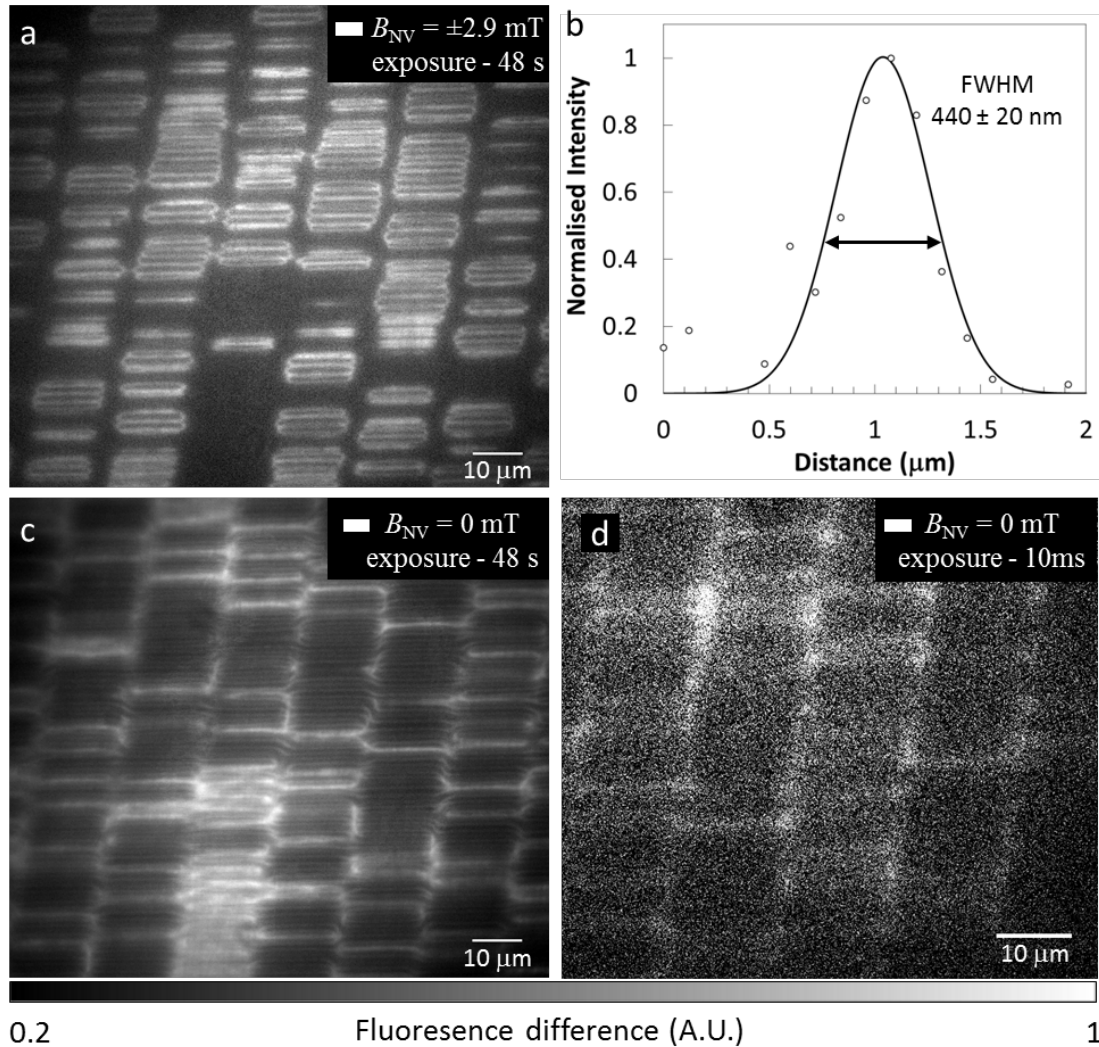 a
B_NV = ±2.9 mT
exposure - 48 s
10 μm
b
FWHM
440 ± 20 nm
Normalised Intensity
1
0.8
0.6
0.4
0.2
0
0 0.5 1 1.5 2
Distance (μm)
c
B_NV = 0 mT
exposure - 48 s
10 μm
d
B_NV = 0 mT
exposure - 10ms
10 μm
0.2 Fluoresence difference (A.U.) 1